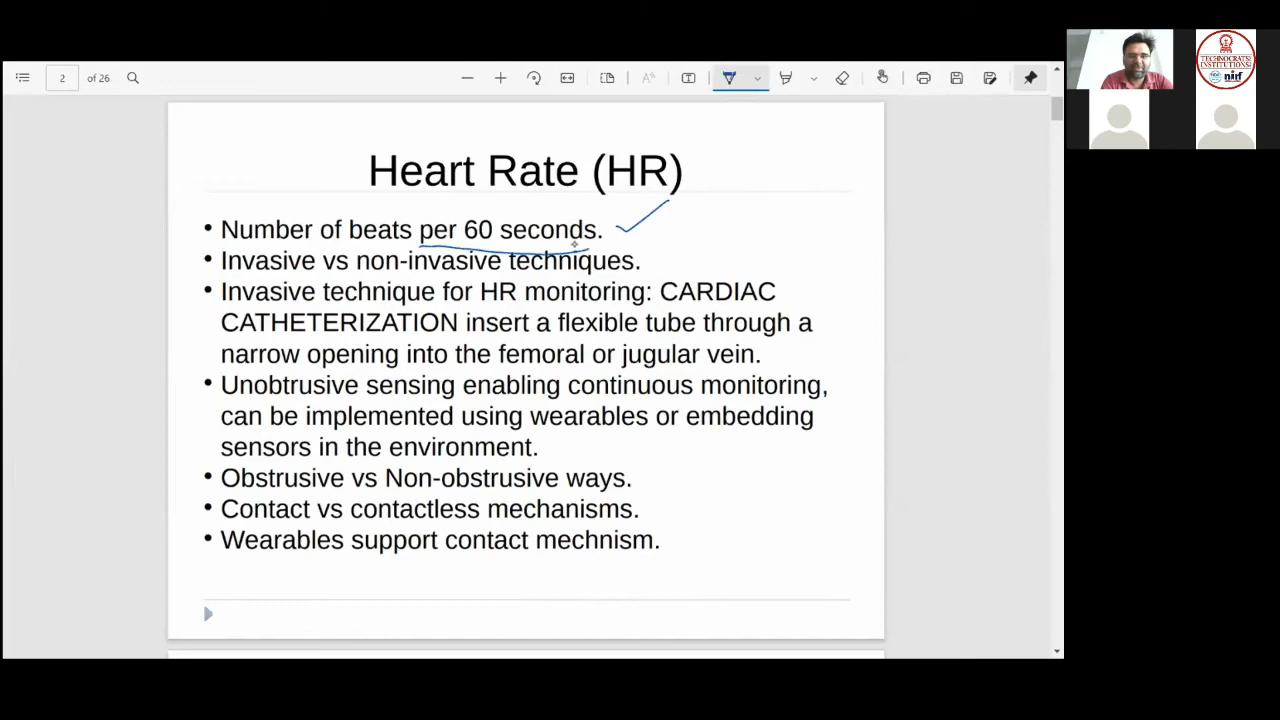 2 of 26
TECHNOCRATS
INSTITUTIONS
nirf
Heart Rate (HR)
• Number of beats per 60 seconds.
• Invasive vs non-invasive techniques.
• Invasive technique for HR monitoring: CARDIAC
CATHETERIZATION insert a flexible tube through a
narrow opening into the femoral or jugular vein.
• Unobtrusive sensing enabling continuous monitoring,
can be implemented using wearables or embedding
sensors in the environment.
• Obstrusive vs Non-obstrusive ways.
• Contact vs contactless mechanisms.
• Wearables support contact mechnism.